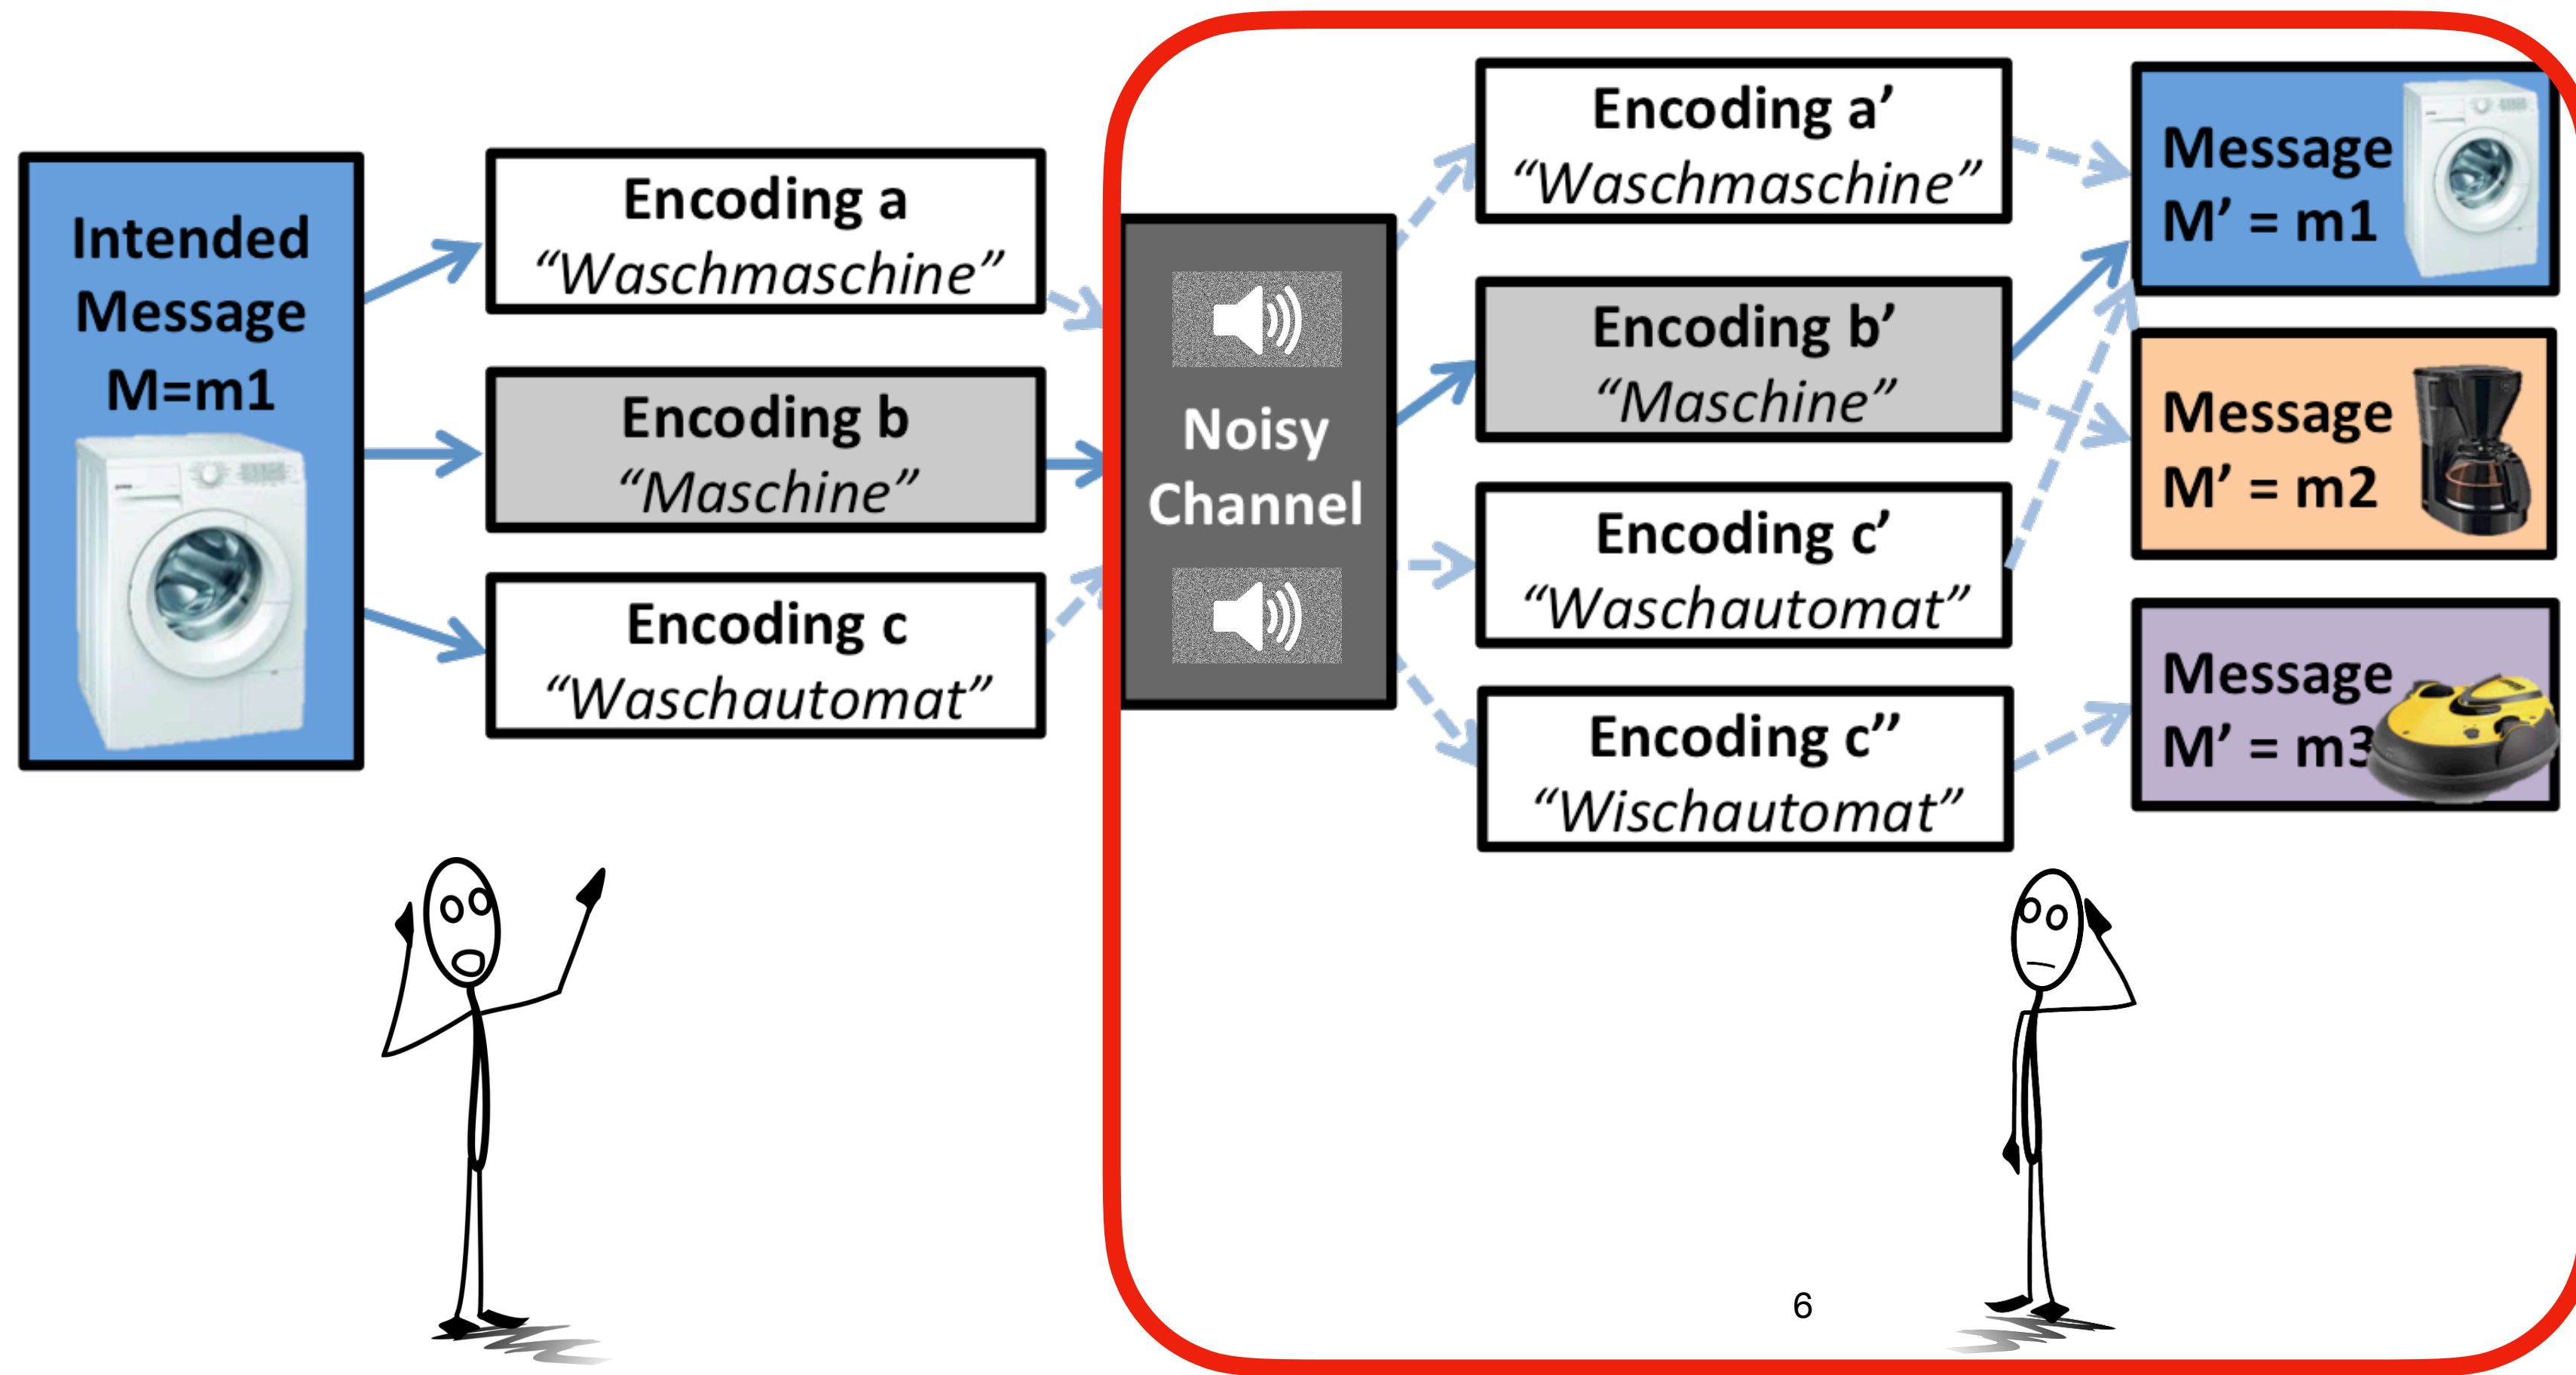 Intended
Message
M=m1
Encoding a
“Waschmaschine”
Encoding b
“Maschine”
Encoding c
“Waschautomat”
Noisy
Channel
Encoding a’
“Waschmaschine”
Encoding b’
“Maschine”
Encoding c’
“Waschautomat”
Encoding c’’
“Wischautomat”
Message
M’ = m1
Message
M’ = m2
Message
M’ = m3
6